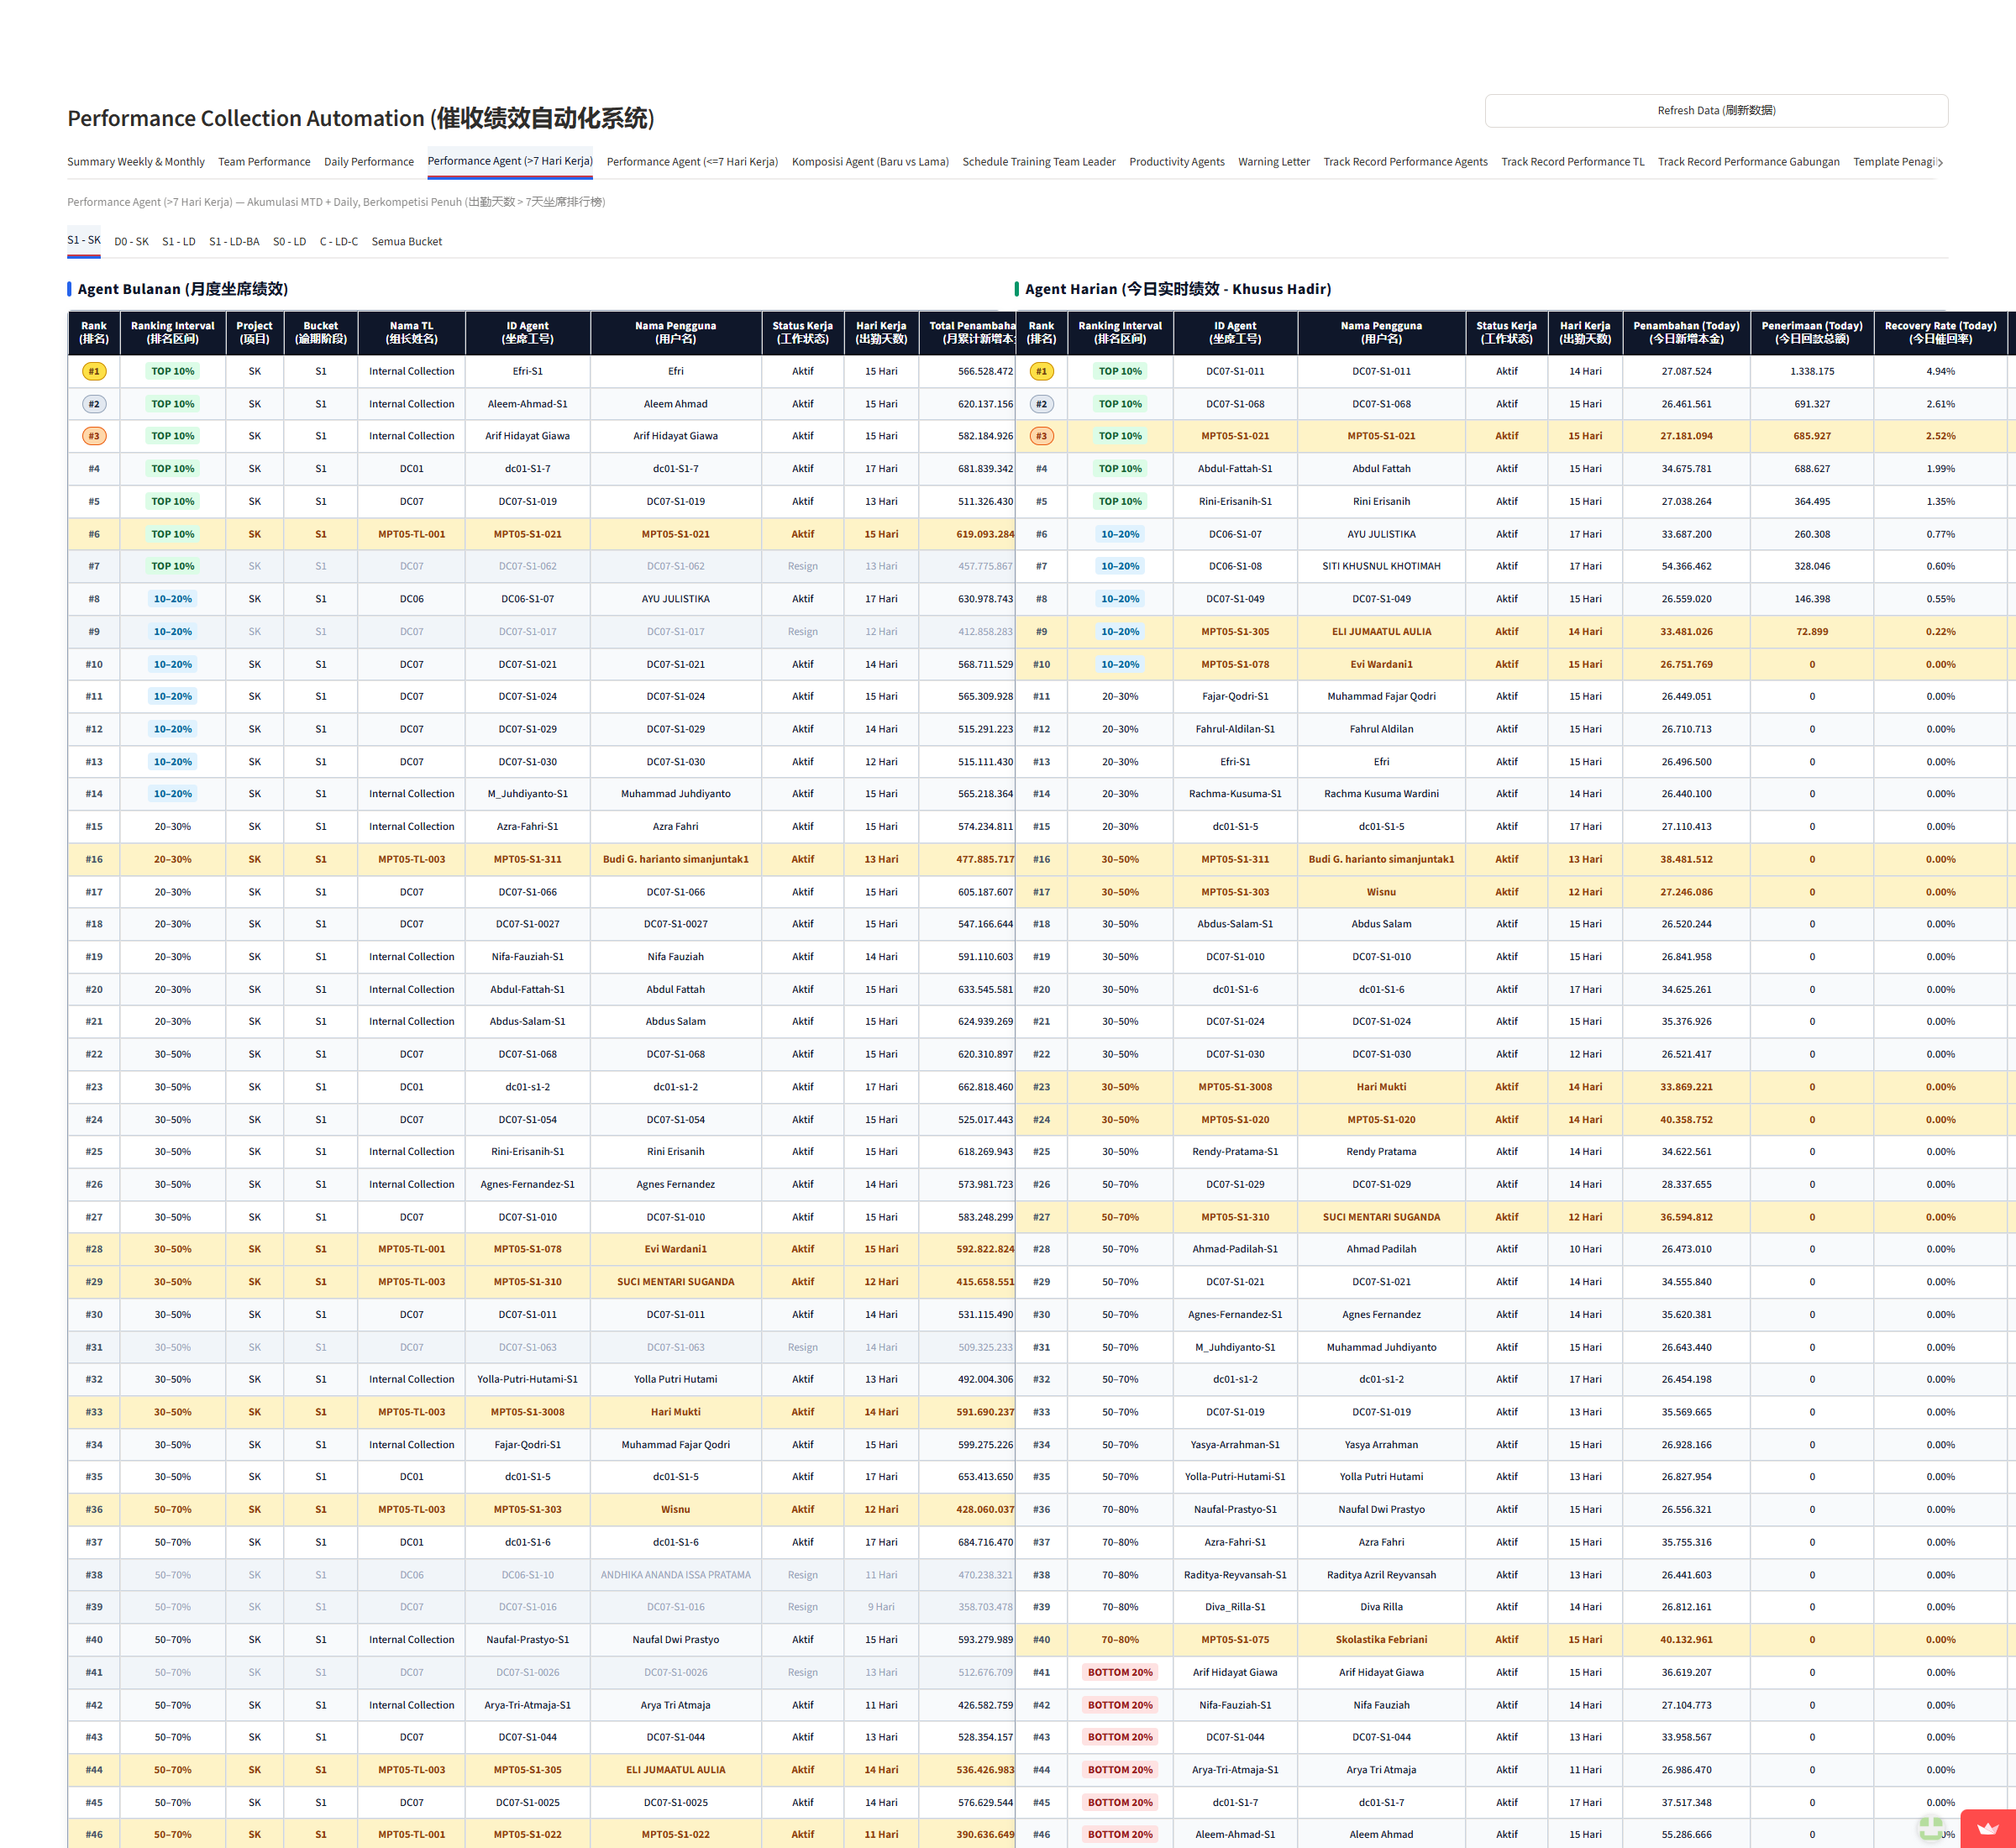 Performance Collection Automation (催收绩效自动化系统)
Refresh Data (刷新数据)
Summary Weekly & Monthly Team Performance Daily Performance Performance Agent (>7 Hari Kerja) Performance Agent (<=7 Hari Kerja) Komposisi Agent (Baru vs Lama) Schedule Training Team Leader Productivity Agents Warning Letter Track Record Performance Agents Track Record Performance TL Track Record Performance Gabungan Template Penagi
Performance Agent (>7 Hari Kerja) — Akumulasi MTD + Daily, Berkompetisi Penuh (出勤天数 > 7天坐席排行榜)
S1 - SK D0 - SK S1 - LD S1 - LD-BA S0 - LD C - LD-C Semua Bucket
Agent Bulanan (月度坐席绩效)
Rank Ranking Interval Project Bucket Nama TL ID Agent Nama Pengguna Status Kerja Hari Kerja Total Penambaha
(排名) (排名区间) (项目) (逾期阶段) (组长姓名) (坐席工号) (用户名) (工作状态) (出勤天数) (月累计新增本
#1 TOP 10% SK S1 Internal Collection Efri-S1 Efri Aktif 15 Hari 566.528.472
#2 TOP 10% SK S1 Internal Collection Aleem-Ahmad-S1 Aleem Ahmad Aktif 15 Hari 620.137.156
#3 TOP 10% SK S1 Internal Collection Arif Hidayat Giawa Arif Hidayat Giawa Aktif 15 Hari 582.184.926
#4 TOP 10% SK S1 DC01 dc01-S1-7 dc01-S1-7 Aktif 17 Hari 681.839.342
#5 TOP 10% SK S1 DC07 DC07-S1-019 DC07-S1-019 Aktif 13 Hari 511.326.430
#6 TOP 10% SK S1 MPT05-TL-001 MPT05-S1-021 MPT05-S1-021 Aktif 15 Hari 619.093.284
#7 TOP 10% SK S1 DC07 DC07-S1-062 DC07-S1-062 Resign 13 Hari 457.775.867
#8 10–20% SK S1 DC06 DC06-S1-07 AYU JULISTIKA Aktif 17 Hari 630.978.743
#9 10–20% SK S1 DC07 DC07-S1-017 DC07-S1-017 Resign 12 Hari 412.858.283
#10 10–20% SK S1 DC07 DC07-S1-021 DC07-S1-021 Aktif 14 Hari 568.711.529
#11 10–20% SK S1 DC07 DC07-S1-024 DC07-S1-024 Aktif 15 Hari 565.309.928
#12 10–20% SK S1 DC07 DC07-S1-029 DC07-S1-029 Aktif 14 Hari 515.291.223
#13 10–20% SK S1 DC07 DC07-S1-030 DC07-S1-030 Aktif 12 Hari 515.111.430
#14 10–20% SK S1 Internal Collection M_Juhdiyanto-S1 Muhammad Juhdiyanto Aktif 15 Hari 565.218.364
#15 20–30% SK S1 Internal Collection Azra-Fahri-S1 Azra Fahri Aktif 15 Hari 574.234.811
#16 20–30% SK S1 MPT05-TL-003 MPT05-S1-311 Budi G. harianto simanjuntak1 Aktif 13 Hari 477.885.717
#17 20–30% SK S1 DC07 DC07-S1-066 DC07-S1-066 Aktif 15 Hari 605.187.607
#18 20–30% SK S1 DC07 DC07-S1-0027 DC07-S1-0027 Aktif 15 Hari 547.166.644
#19 20–30% SK S1 Internal Collection Nifa-Fauziah-S1 Nifa Fauziah Aktif 14 Hari 591.110.603
#20 20–30% SK S1 Internal Collection Abdul-Fattah-S1 Abdul Fattah Aktif 15 Hari 633.545.581
#21 20–30% SK S1 Internal Collection Abdus-Salam-S1 Abdus Salam Aktif 15 Hari 624.939.269
#22 30–50% SK S1 DC07 DC07-S1-068 DC07-S1-068 Aktif 15 Hari 620.310.897
#23 30–50% SK S1 DC01 dc01-s1-2 dc01-s1-2 Aktif 17 Hari 662.818.460
#24 30–50% SK S1 DC07 DC07-S1-054 DC07-S1-054 Aktif 15 Hari 525.017.443
#25 30–50% SK S1 Internal Collection Rini-Erisanih-S1 Rini Erisanih Aktif 15 Hari 618.269.943
#26 30–50% SK S1 Internal Collection Agnes-Fernandez-S1 Agnes Fernandez Aktif 14 Hari 573.981.723
#27 30–50% SK S1 DC07 DC07-S1-010 DC07-S1-010 Aktif 15 Hari 583.248.299
#28 30–50% SK S1 MPT05-TL-001 MPT05-S1-078 Evi Wardani1 Aktif 15 Hari 592.822.824
#29 30–50% SK S1 MPT05-TL-003 MPT05-S1-310 SUCI MENTARI SUGANDA Aktif 12 Hari 415.658.551
#30 30–50% SK S1 DC07 DC07-S1-011 DC07-S1-011 Aktif 14 Hari 531.115.490
#31 30–50% SK S1 DC07 DC07-S1-063 DC07-S1-063 Resign 14 Hari 509.325.233
#32 30–50% SK S1 Internal Collection Yolla-Putri-Hutami-S1 Yolla Putri Hutami Aktif 13 Hari 492.004.306
#33 30–50% SK S1 MPT05-TL-003 MPT05-S1-3008 Hari Mukti Aktif 14 Hari 591.690.237
#34 30–50% SK S1 Internal Collection Fajar-Qodri-S1 Muhammad Fajar Qodri Aktif 15 Hari 599.275.226
#35 30–50% SK S1 DC01 dc01-S1-5 dc01-S1-5 Aktif 17 Hari 653.413.650
#36 50–70% SK S1 MPT05-TL-003 MPT05-S1-303 Wisnu Aktif 12 Hari 428.060.037
#37 50–70% SK S1 DC01 dc01-S1-6 dc01-S1-6 Aktif 17 Hari 684.716.470
#38 50–70% SK S1 DC06 DC06-S1-10 ANDHIKA ANANDA ISSA PRATAMA Resign 11 Hari 470.238.321
#39 50–70% SK S1 DC07 DC07-S1-016 DC07-S1-016 Resign 9 Hari 358.703.478
#40 50–70% SK S1 Internal Collection Naufal-Prastyo-S1 Naufal Dwi Prastyo Aktif 15 Hari 593.279.989
#41 50–70% SK S1 DC07 DC07-S1-0026 DC07-S1-0026 Resign 13 Hari 512.676.709
#42 50–70% SK S1 Internal Collection Arya-Tri-Atmaja-S1 Arya Tri Atmaja Aktif 11 Hari 426.582.759
#43 50–70% SK S1 DC07 DC07-S1-044 DC07-S1-044 Aktif 13 Hari 528.354.157
#44 50–70% SK S1 MPT05-TL-003 MPT05-S1-305 ELI JUMAATUL AULIA Aktif 14 Hari 536.426.983
#45 50–70% SK S1 DC07 DC07-S1-0025 DC07-S1-0025 Aktif 14 Hari 576.629.544
#46 50–70% SK S1 MPT05-TL-001 MPT05-S1-022 MPT05-S1-022 Aktif 11 Hari 390.636.649
Agent Harian (今日实时绩效 - Khusus Hadir)
Rank Ranking Interval ID Agent Nama Pengguna Status Kerja Hari Kerja Penambahan (Today) Penerimaan (Today) Recovery Rate (Today)
(排名) (排名区间) (坐席工号) (用户名) (工作状态) (出勤天数) (今日新增本金) (今日回款总额) (今日催回率)
#1 TOP 10% DC07-S1-011 DC07-S1-011 Aktif 14 Hari 27.087.524 1.338.175 4.94%
#2 TOP 10% DC07-S1-068 DC07-S1-068 Aktif 15 Hari 26.461.561 691.327 2.61%
#3 TOP 10% MPT05-S1-021 MPT05-S1-021 Aktif 15 Hari 27.181.094 685.927 2.52%
#4 TOP 10% Abdul-Fattah-S1 Abdul Fattah Aktif 15 Hari 34.675.781 688.627 1.99%
#5 TOP 10% Rini-Erisanih-S1 Rini Erisanih Aktif 15 Hari 27.038.264 364.495 1.35%
#6 10–20% DC06-S1-07 AYU JULISTIKA Aktif 17 Hari 33.687.200 260.308 0.77%
#7 10–20% DC06-S1-08 SITI KHUSNUL KHOTIMAH Aktif 17 Hari 54.366.462 328.046 0.60%
#8 10–20% DC07-S1-049 DC07-S1-049 Aktif 15 Hari 26.559.020 146.398 0.55%
#9 10–20% MPT05-S1-305 ELI JUMAATUL AULIA Aktif 14 Hari 33.481.026 72.899 0.22%
#10 10–20% MPT05-S1-078 Evi Wardani1 Aktif 15 Hari 26.751.769 0 0.00%
#11 20–30% Fajar-Qodri-S1 Muhammad Fajar Qodri Aktif 15 Hari 26.449.051 0 0.00%
#12 20–30% Fahrul-Aldilan-S1 Fahrul Aldilan Aktif 15 Hari 26.710.713 0 0.00%
#13 20–30% Efri-S1 Efri Aktif 15 Hari 26.496.500 0 0.00%
#14 20–30% Rachma-Kusuma-S1 Rachma Kusuma Wardini Aktif 14 Hari 26.440.100 0 0.00%
#15 20–30% dc01-S1-5 dc01-S1-5 Aktif 17 Hari 27.110.413 0 0.00%
#16 30–50% MPT05-S1-311 Budi G. harianto simanjuntak1 Aktif 13 Hari 38.481.512 0 0.00%
#17 30–50% MPT05-S1-303 Wisnu Aktif 12 Hari 27.246.086 0 0.00%
#18 30–50% Abdus-Salam-S1 Abdus Salam Aktif 15 Hari 26.520.244 0 0.00%
#19 30–50% DC07-S1-010 DC07-S1-010 Aktif 15 Hari 26.841.958 0 0.00%
#20 30–50% dc01-S1-6 dc01-S1-6 Aktif 17 Hari 34.625.261 0 0.00%
#21 30–50% DC07-S1-024 DC07-S1-024 Aktif 15 Hari 35.376.926 0 0.00%
#22 30–50% DC07-S1-030 DC07-S1-030 Aktif 12 Hari 26.521.417 0 0.00%
#23 30–50% MPT05-S1-3008 Hari Mukti Aktif 14 Hari 33.869.221 0 0.00%
#24 30–50% MPT05-S1-020 MPT05-S1-020 Aktif 14 Hari 40.358.752 0 0.00%
#25 30–50% Rendy-Pratama-S1 Rendy Pratama Aktif 14 Hari 34.622.561 0 0.00%
#26 50–70% DC07-S1-029 DC07-S1-029 Aktif 14 Hari 28.337.655 0 0.00%
#27 50–70% MPT05-S1-310 SUCI MENTARI SUGANDA Aktif 12 Hari 36.594.812 0 0.00%
#28 50–70% Ahmad-Padilah-S1 Ahmad Padilah Aktif 10 Hari 26.473.010 0 0.00%
#29 50–70% DC07-S1-021 DC07-S1-021 Aktif 14 Hari 34.555.840 0 0.00%
#30 50–70% Agnes-Fernandez-S1 Agnes Fernandez Aktif 14 Hari 35.620.381 0 0.00%
#31 50–70% M_Juhdiyanto-S1 Muhammad Juhdiyanto Aktif 15 Hari 26.643.440 0 0.00%
#32 50–70% dc01-s1-2 dc01-s1-2 Aktif 17 Hari 26.454.198 0 0.00%
#33 50–70% DC07-S1-019 DC07-S1-019 Aktif 13 Hari 35.569.665 0 0.00%
#34 50–70% Yasya-Arrahman-S1 Yasya Arrahman Aktif 15 Hari 26.928.166 0 0.00%
#35 50–70% Yolla-Putri-Hutami-S1 Yolla Putri Hutami Aktif 13 Hari 26.827.954 0 0.00%
#36 70–80% Naufal-Prastyo-S1 Naufal Dwi Prastyo Aktif 15 Hari 26.556.321 0 0.00%
#37 70–80% Azra-Fahri-S1 Azra Fahri Aktif 15 Hari 35.755.316 0 0.00%
#38 70–80% Raditya-Reyvansah-S1 Raditya Azril Reyvansah Aktif 13 Hari 26.441.603 0 0.00%
#39 70–80% Diva_Rilla-S1 Diva Rilla Aktif 14 Hari 26.812.161 0 0.00%
#40 70–80% MPT05-S1-075 Skolastika Febriani Aktif 15 Hari 40.132.961 0 0.00%
#41 BOTTOM 20% Arif Hidayat Giawa Arif Hidayat Giawa Aktif 15 Hari 36.619.207 0 0.00%
#42 BOTTOM 20% Nifa-Fauziah-S1 Nifa Fauziah Aktif 14 Hari 27.104.773 0 0.00%
#43 BOTTOM 20% DC07-S1-044 DC07-S1-044 Aktif 13 Hari 33.958.567 0 0.00%
#44 BOTTOM 20% Arya-Tri-Atmaja-S1 Arya Tri Atmaja Aktif 11 Hari 26.986.470 0 0.00%
#45 BOTTOM 20% dc01-S1-7 dc01-S1-7 Aktif 17 Hari 37.517.348 0 0.00%
#46 BOTTOM 20% Aleem-Ahmad-S1 Aleem Ahmad Aktif 15 Hari 55.286.666 0